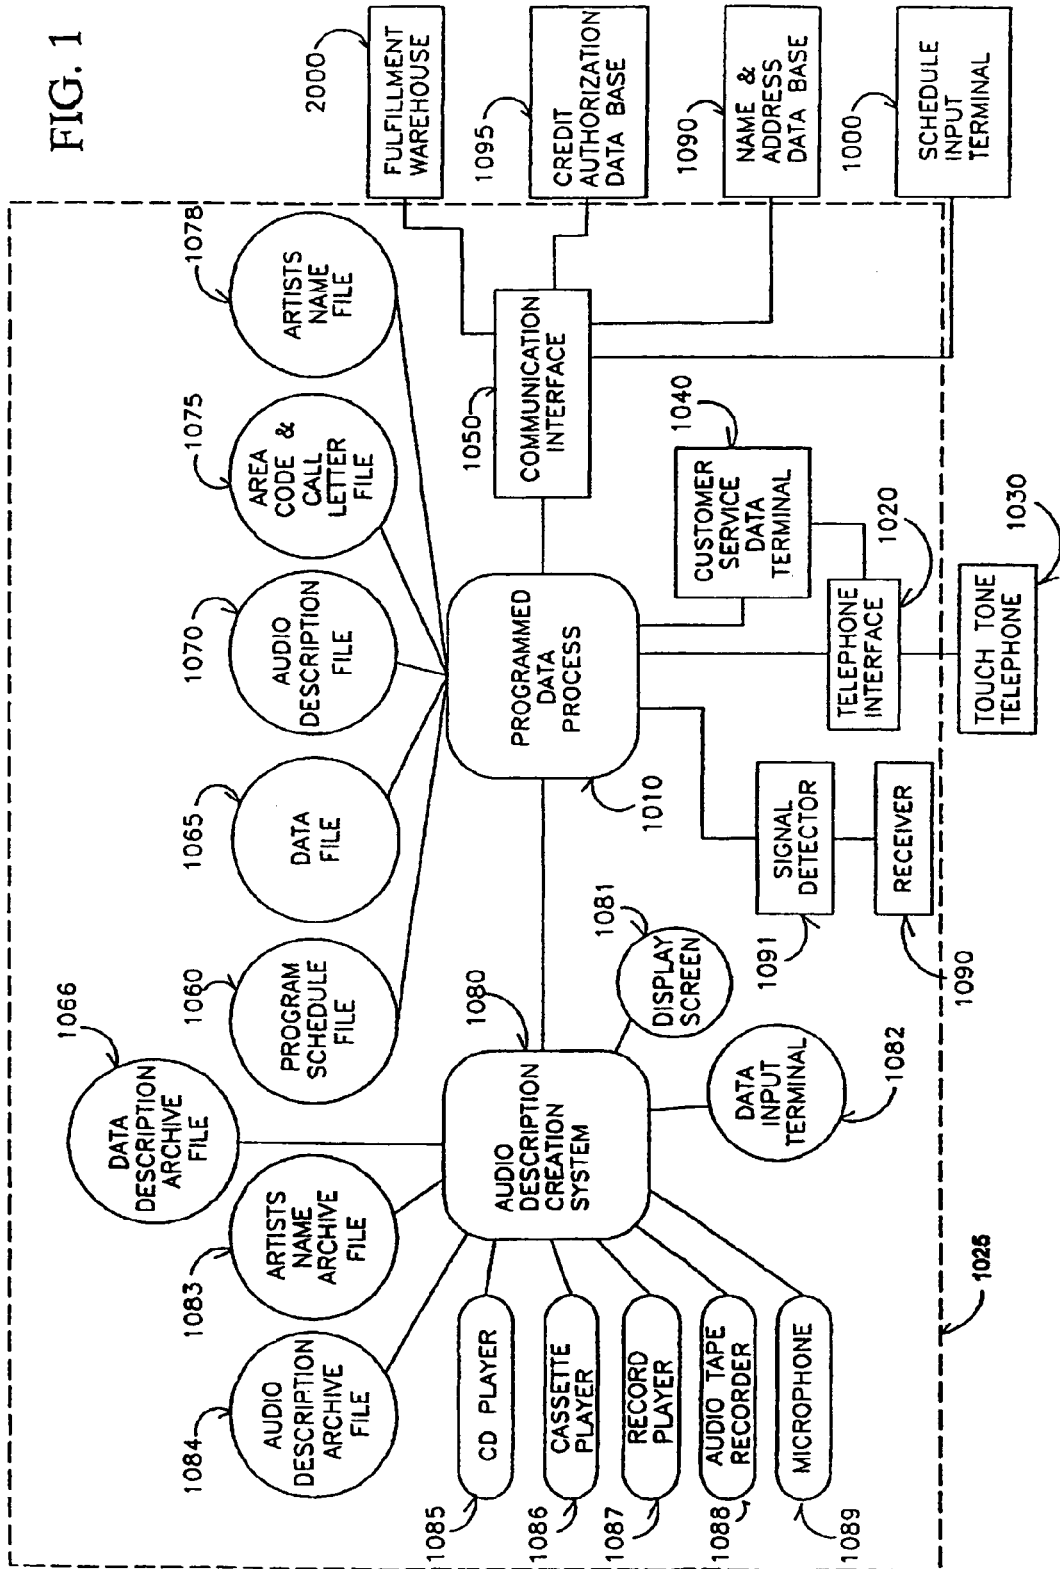 FIG. 1
2000
FULFILLMENT
WAREHOUSE
1095
CREDIT
AUTHORIZATION
DATA BASE
1090
NAME &
ADDRESS
DATA BASE
1000
SCHEDULE
INPUT
TERMINAL
1078
ARTISTS
NAME
FILE
1075
AREA
CODE &
CALL
LETTER
FILE
1070
AUDIO
DESCRIPTION
FILE
1065
DATA
FILE
1060
PROGRAM
SCHEDULE
FILE
1066
DATA
DESCRIPTION
ARCHIVE
FILE
1083
ARTISTS
NAME
ARCHIVE
FILE
1084
AUDIO
DESCRIPTION
ARCHIVE
FILE
1050
COMMUNICATION
INTERFACE
1040
CUSTOMER
SERVICE
DATA
TERMINAL
1020
TELEPHONE
INTERFACE
1030
TOUCH TONE
TELEPHONE
PROGRAMMED
DATA
PROCESS
1010
SIGNAL
DETECTOR
1091
RECEIVER
1090
1080
AUDIO
DESCRIPTION
CREATION
SYSTEM
1081
DISPLAY
SCREEN
DATA
INPUT
TERMINAL
1082
CD PLAYER
1085
CASSETTE
PLAYER
1086
RECORD
PLAYER
1087
AUDIO TAPE
RECORDER
1088
MICROPHONE
1089
1025